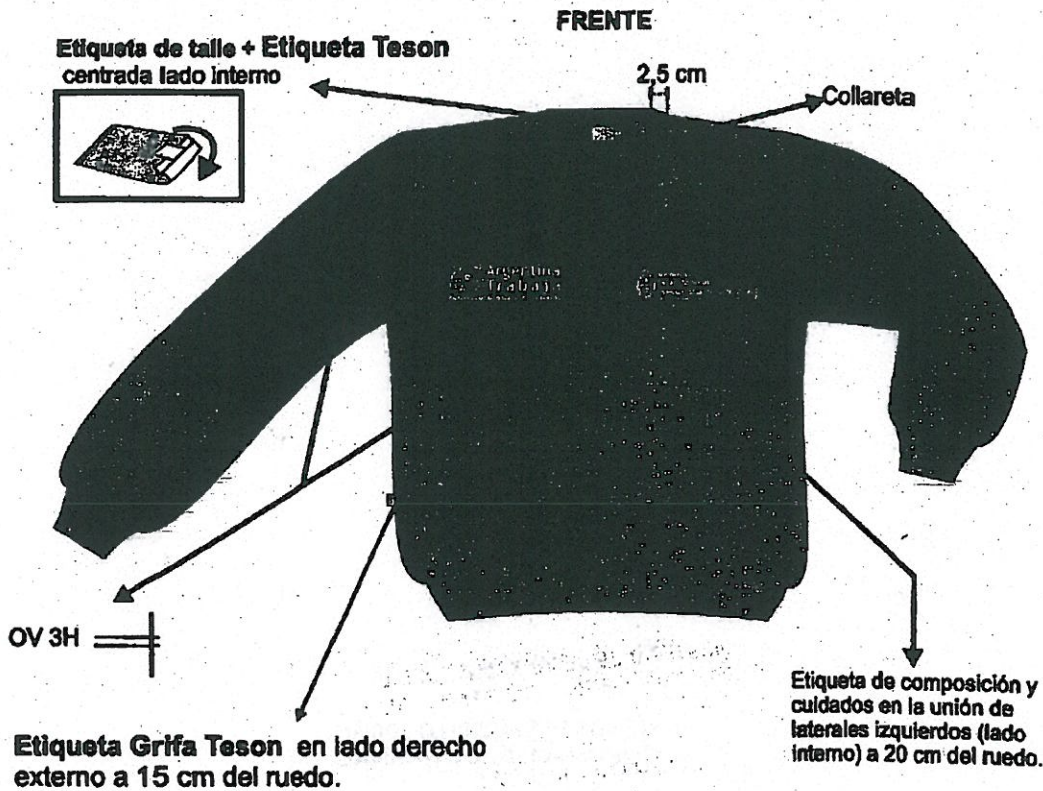 FRENTE
Etiqueta de talle + Etiqueta Teson
centrada lado interno
2,5 cm
Collareta
Argentina
Trabaja
OV 3H
Etiqueta Grifa Teson en lado derecho
externo a 15 cm del ruedo.
Etiqueta de composición y
cuidados en la unión de
laterales izquierdos (lado
interno) a 20 cm del ruedo.